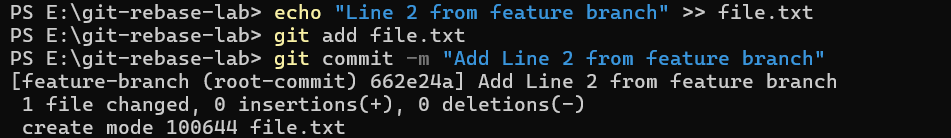 PS E:\git-rebase-lab> echo "Line 2 from feature branch" >> file.txt
PS E:\git-rebase-lab> git add file.txt
PS E:\git-rebase-lab> git commit -m "Add Line 2 from feature branch"
[feature-branch (root-commit) 662e24a] Add Line 2 from feature branch
 1 file changed, 0 insertions(+), 0 deletions(-)
 create mode 100644 file.txt